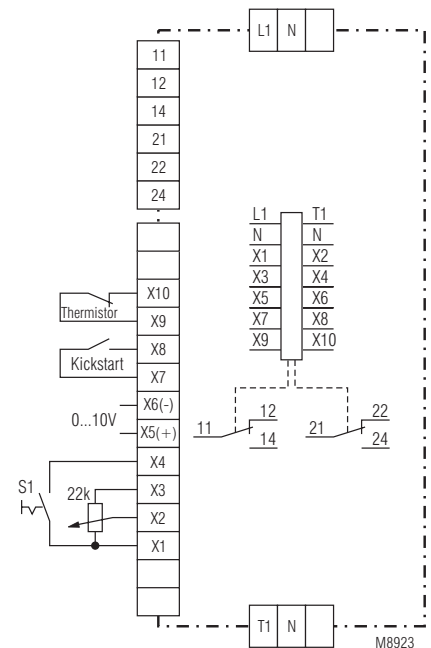 L1 N
11
12
14
21
22
24
L1 T1
N N
X1 X2
X3 X4
X5 X6
X7 X8
X9 X10
X10
Thermistor
X9
X8
Kickstart
X7
X6(-)
0...10V
X5(+)
11 12 14
21 22 24
X4
S1
22k
X3
X2
X1
T1 N
M8923